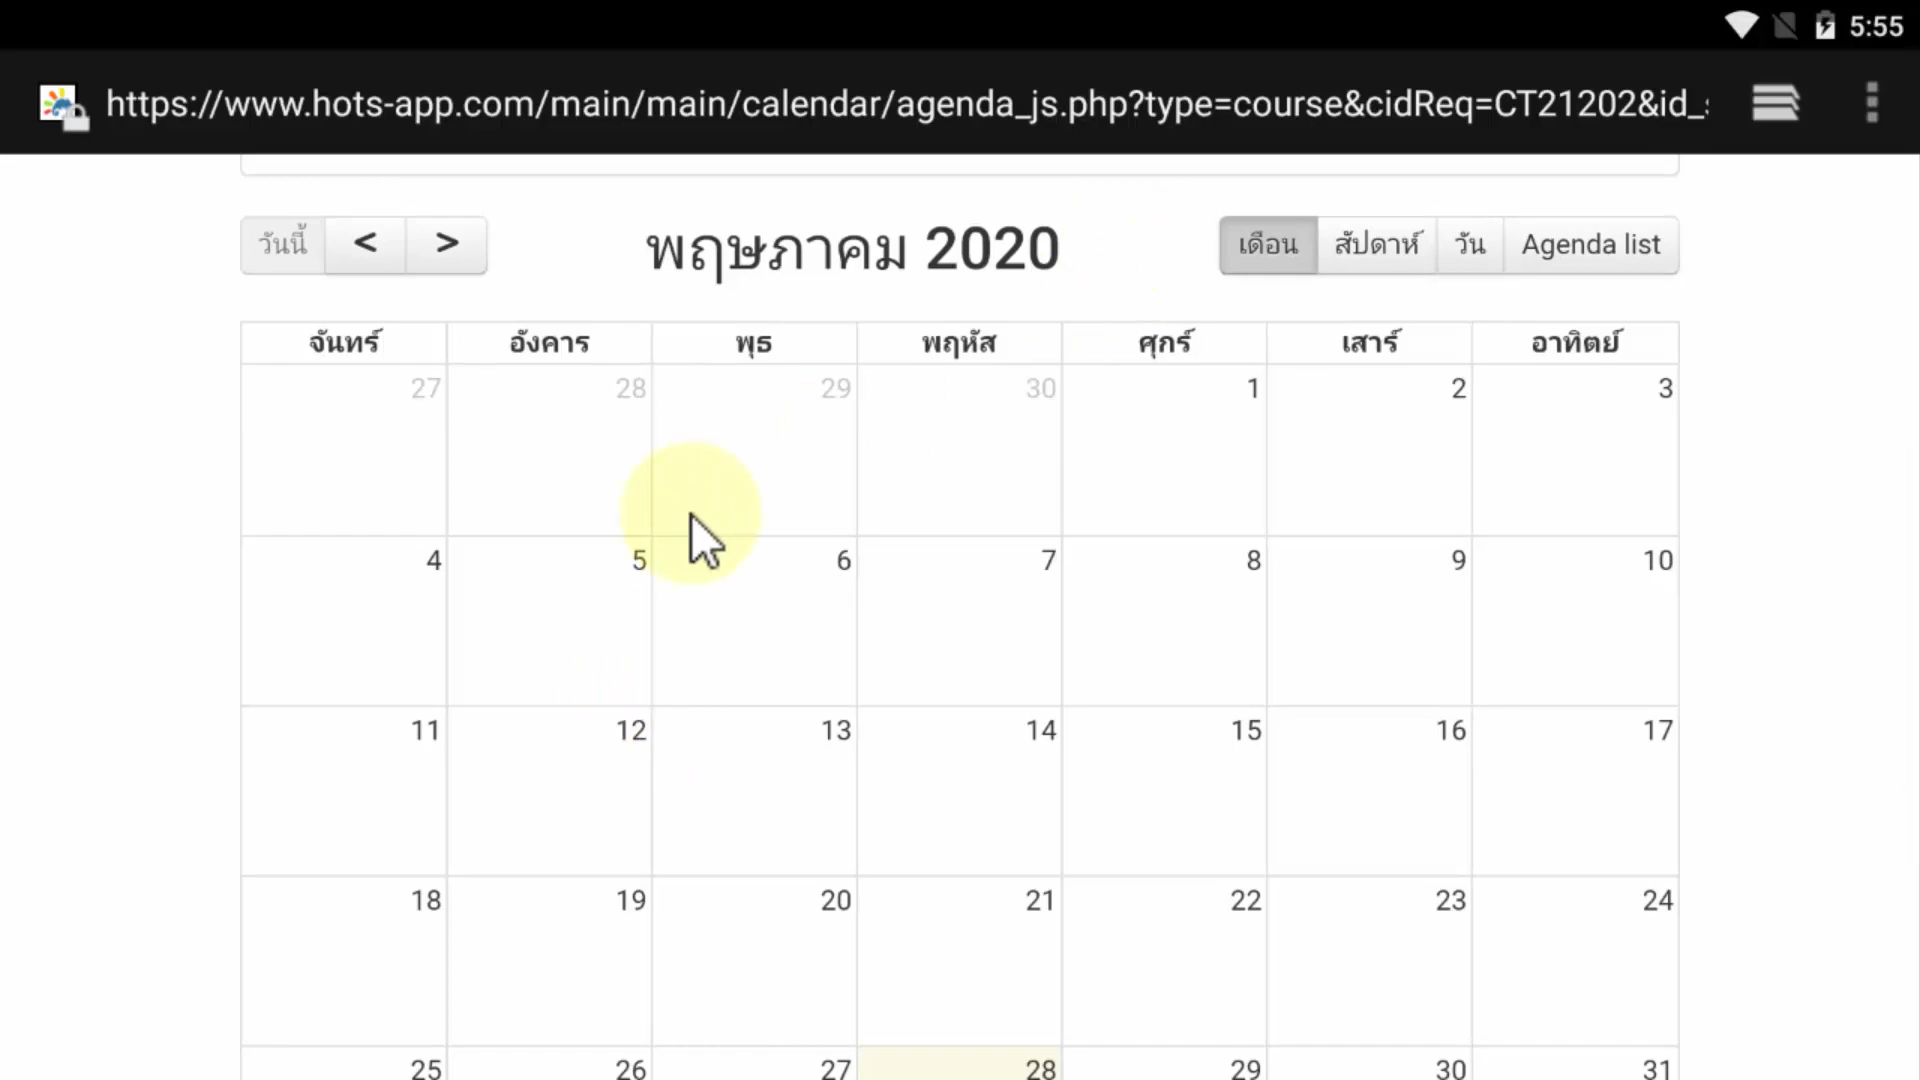 5:55
https://www.hots-app.com/main/main/calendar/agenda_js.php?type=course&cidReq=CT21202&id_
วันนี้ < > พฤษภาคม 2020 เดือน สัปดาห์ วัน Agenda list
จันทร์ อังคาร พุธ พฤหัส ศุกร์ เสาร์ อาทิตย์
27 28 29 30 1 2 3
4 5 6 7 8 9 10
11 12 13 14 15 16 17
18 19 20 21 22 23 24
25 26 27 28 29 30 31